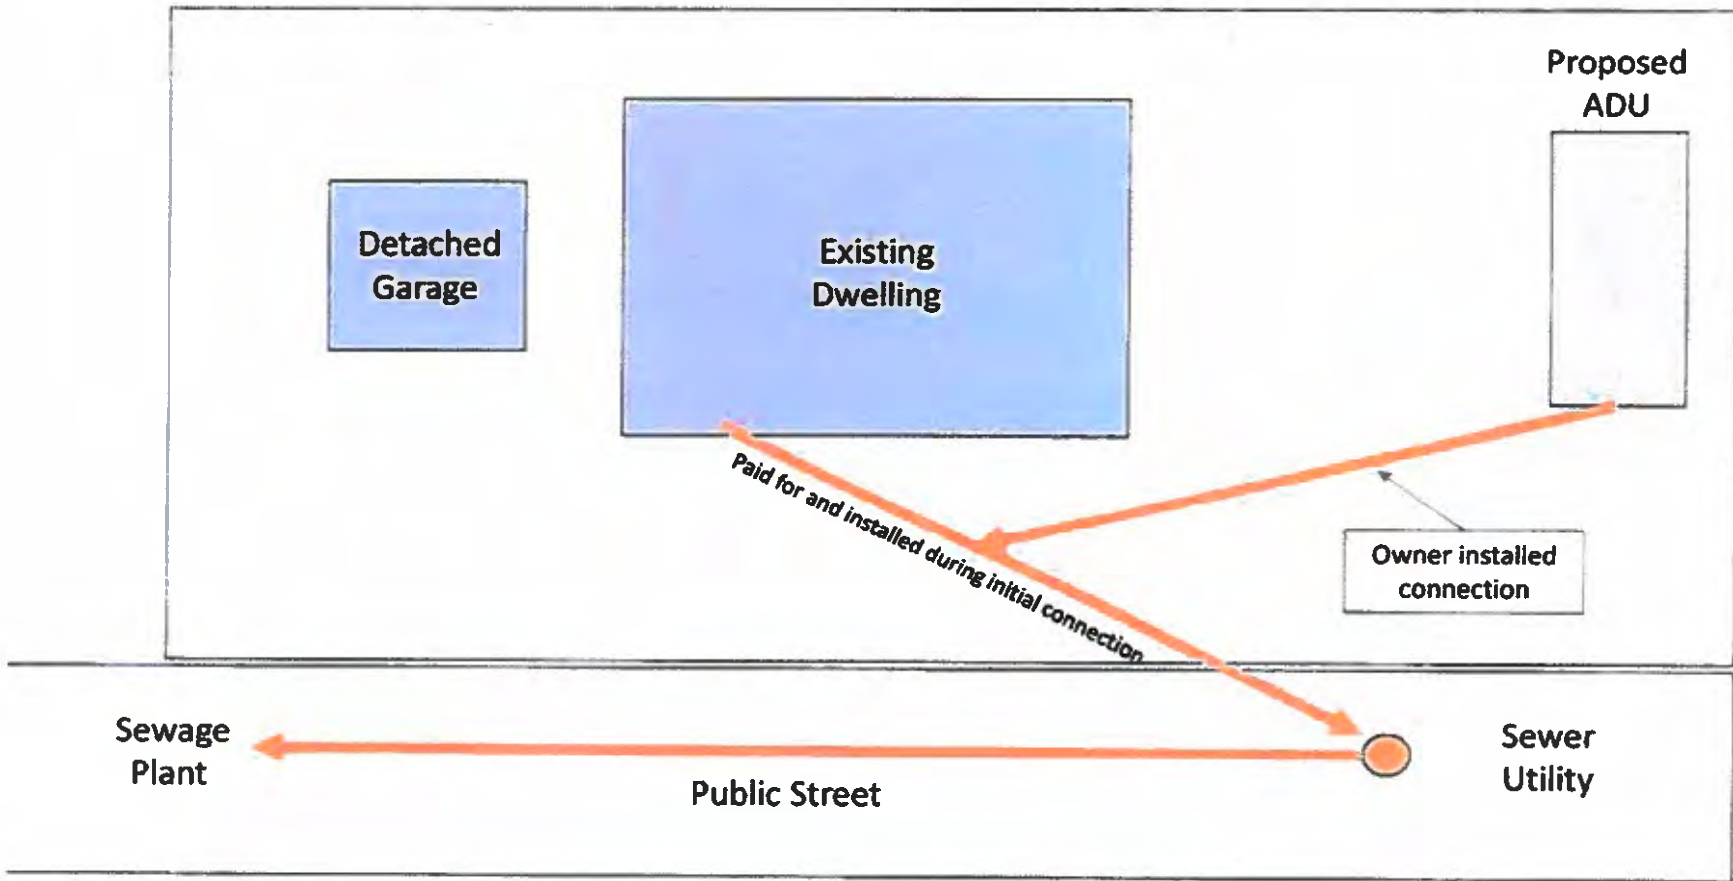 Proposed
ADU
Detached
Garage
Existing
Dwelling
Paid for and installed during initial connection
Owner installed
connection
Sewage
Plant
Public Street
Sewer
Utility